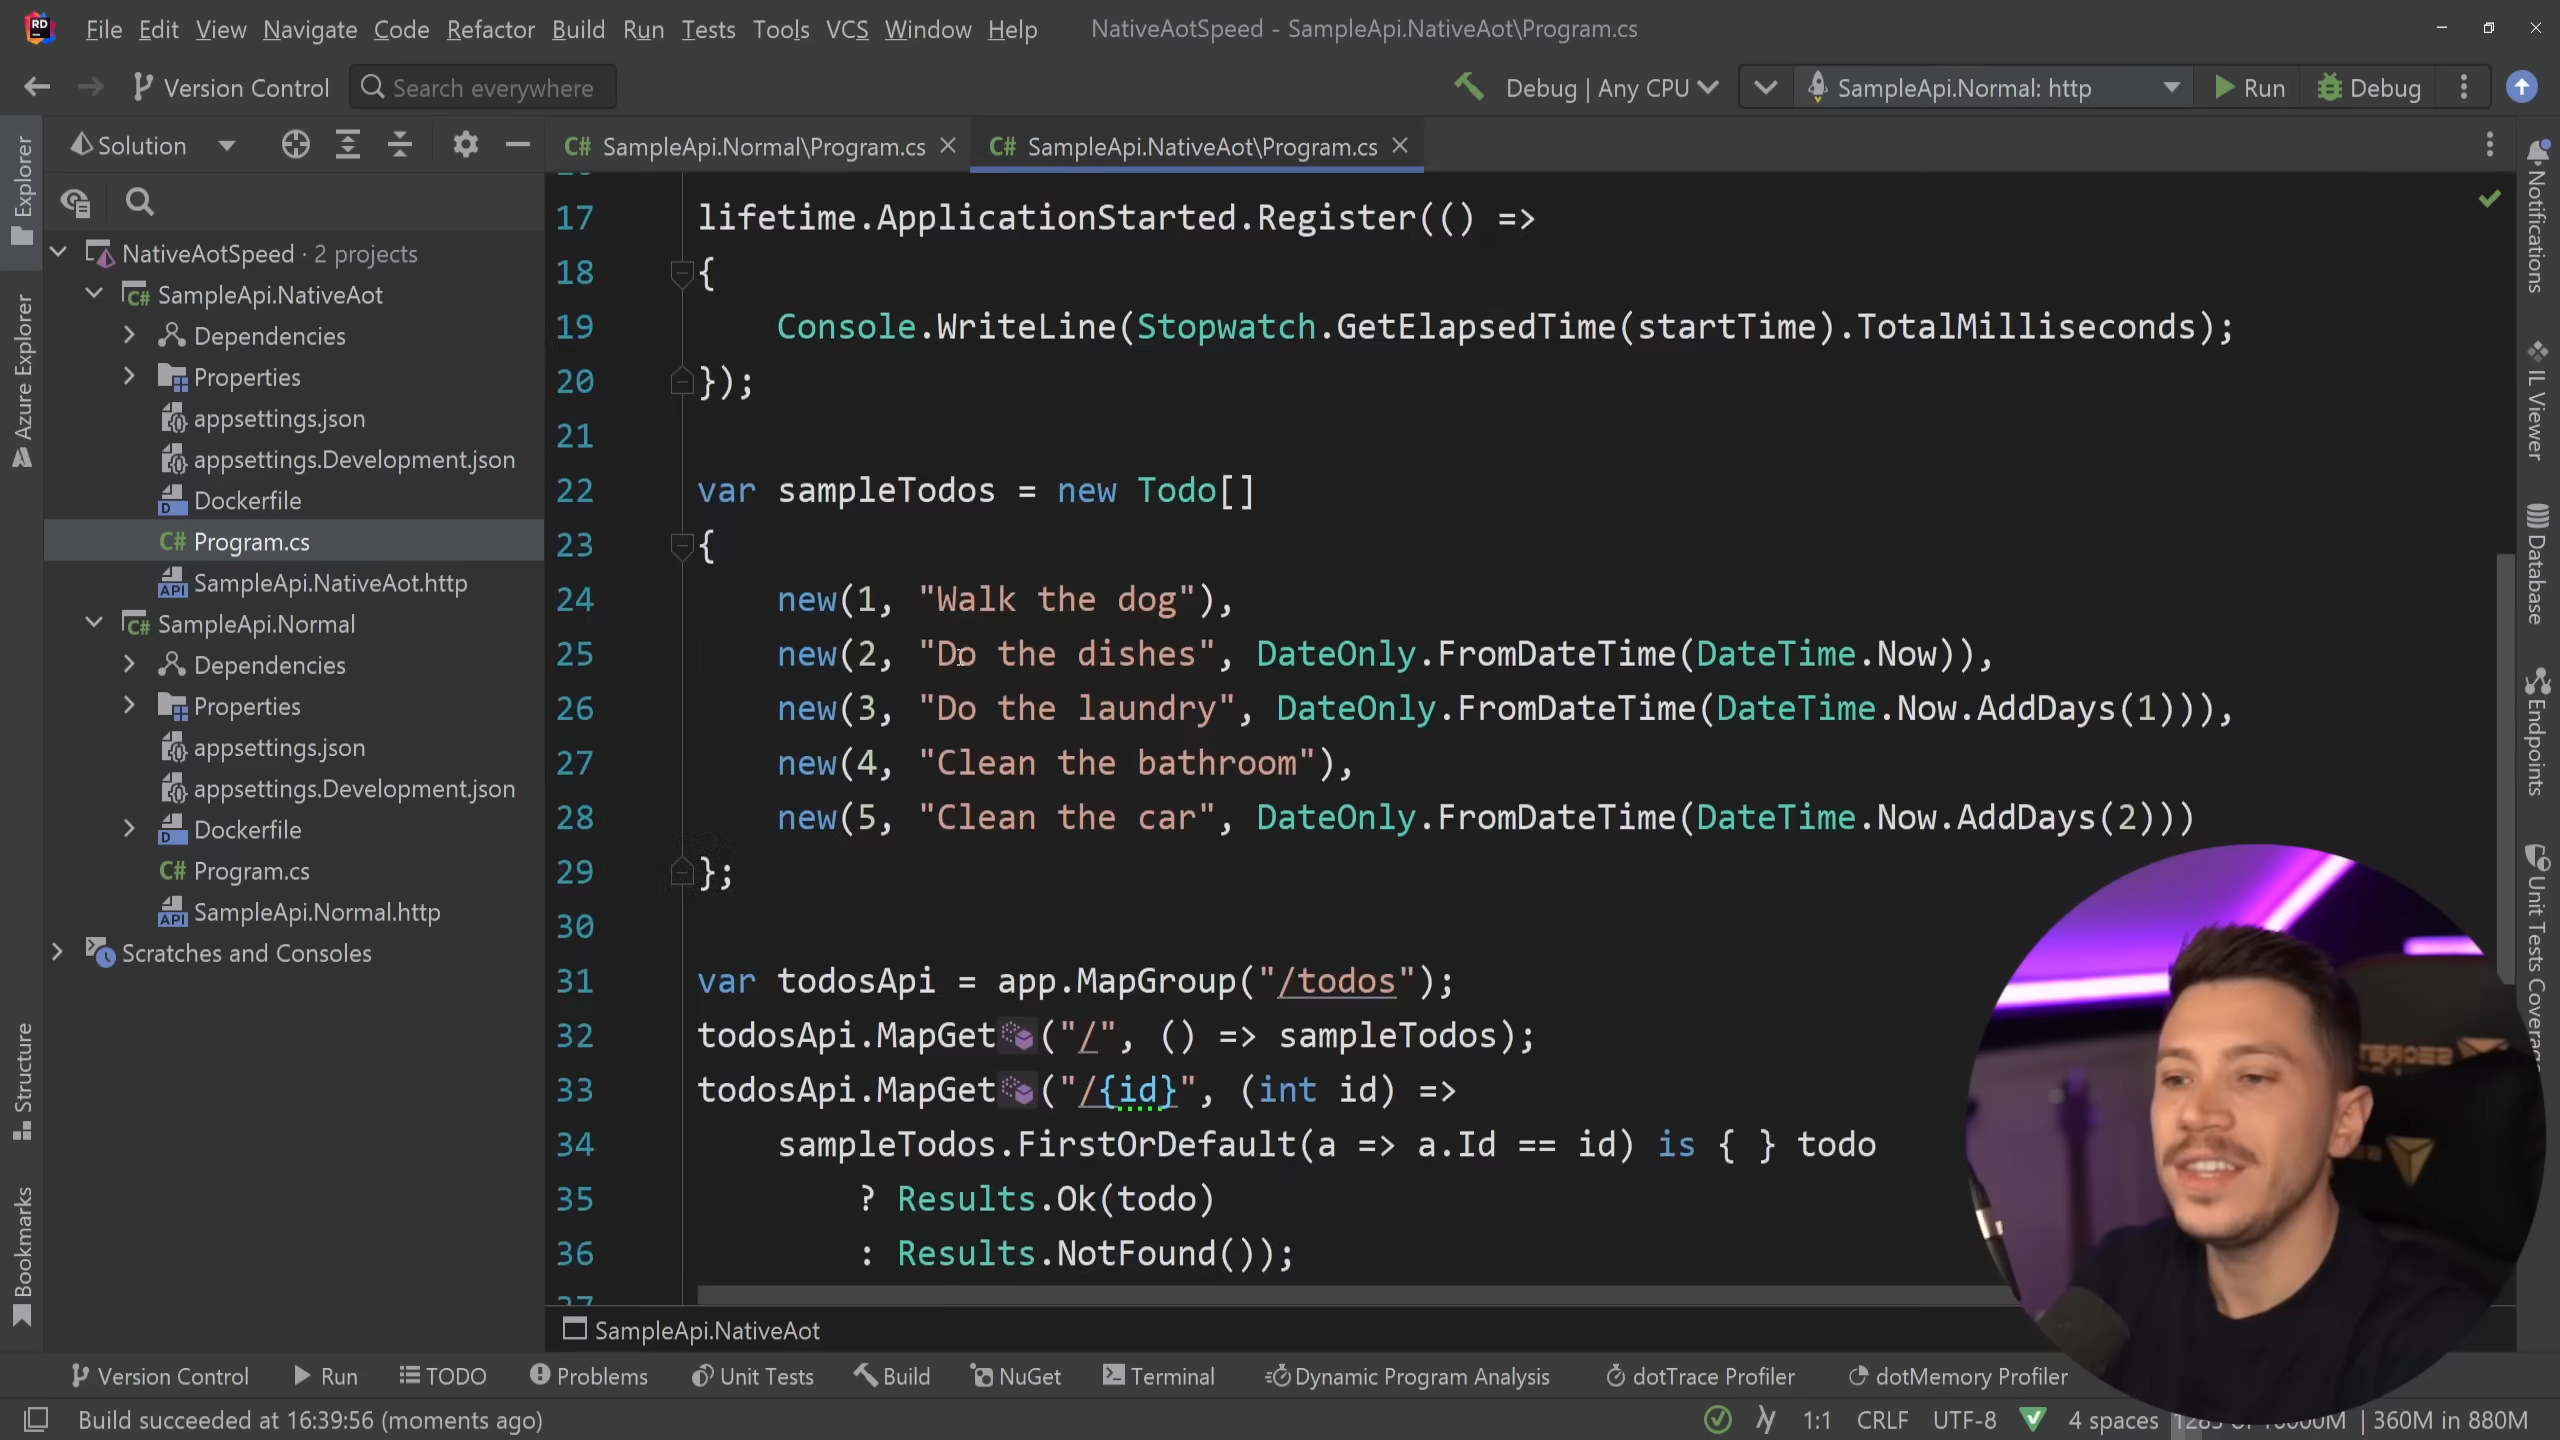 File Edit View Navigate Code Refactor Build Run Tests Tools VCS Window Help NativeAotSpeed - SampleApi.NativeAot\Program.cs
Version Control Search everywhere Debug | Any CPU SampleApi.Normal: http Run Debug
Solution
SampleApi.Normal\Program.cs SampleApi.NativeAot\Program.cs
Explorer
Azure Explorer
Structure
Bookmarks
NativeAotSpeed · 2 projects
SampleApi.NativeAot
Dependencies
Properties
appsettings.json
appsettings.Development.json
Dockerfile
Program.cs
SampleApi.NativeAot.http
SampleApi.Normal
Dependencies
Properties
appsettings.json
appsettings.Development.json
Dockerfile
Program.cs
SampleApi.Normal.http
Scratches and Consoles
17 lifetime.ApplicationStarted.Register(() =>
18 {
19 Console.WriteLine(Stopwatch.GetElapsedTime(startTime).TotalMilliseconds);
20 });
21
22 var sampleTodos = new Todo[]
23 {
24 new(1, "Walk the dog"),
25 new(2, "Do the dishes", DateOnly.FromDateTime(DateTime.Now)),
26 new(3, "Do the laundry", DateOnly.FromDateTime(DateTime.Now.AddDays(1))),
27 new(4, "Clean the bathroom"),
28 new(5, "Clean the car", DateOnly.FromDateTime(DateTime.Now.AddDays(2)))
29 };
30
31 var todosApi = app.MapGroup("/todos");
32 todosApi.MapGet("/", () => sampleTodos);
33 todosApi.MapGet("/{id}", (int id) =>
34 sampleTodos.FirstOrDefault(a => a.Id == id) is { } todo
35 ? Results.Ok(todo)
36 : Results.NotFound());
SampleApi.NativeAot
Notifications
IL Viewer
Database
Endpoints
Unit Tests Coverage
Version Control Run TODO Problems Unit Tests Build NuGet Terminal Dynamic Program Analysis dotTrace Profiler dotMemory Profiler
Build succeeded at 16:39:56 (moments ago) 1:1 CRLF UTF-8 4 spaces 360M in 880M